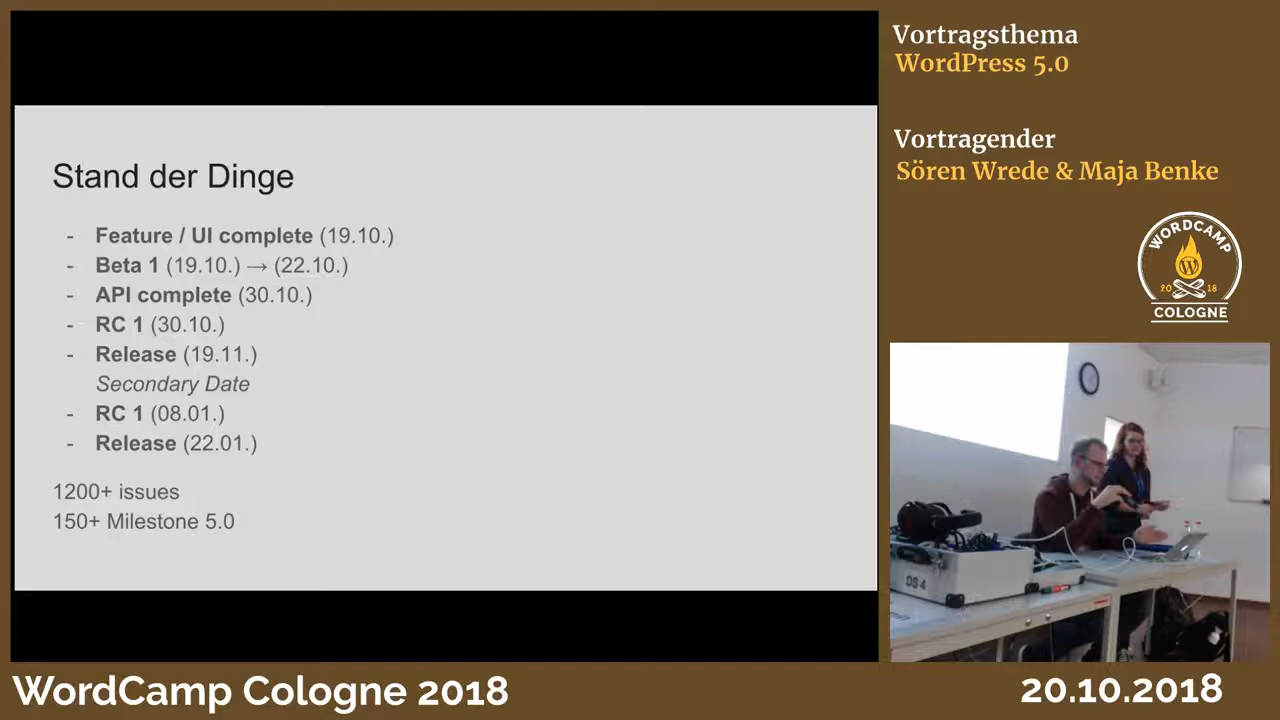 Stand der Dinge
- Feature / UI complete (19.10.)
- Beta 1 (19.10.) → (22.10.)
- API complete (30.10.)
- RC 1 (30.10.)
- Release (19.11.)
Secondary Date
- RC 1 (08.01.)
- Release (22.01.)
1200+ issues
150+ Milestone 5.0
Vortragsthema
WordPress 5.0
Vortragender
Sören Wrede & Maja Benke
WORDCAMP
20 18
COLOGNE
DS 4
WordCamp Cologne 2018
20.10.2018